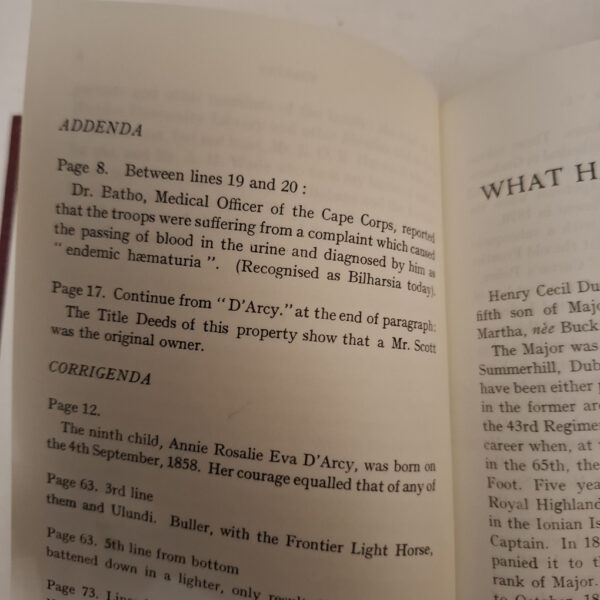 ADDENDA
Page 8. Between lines 19 and 20 :
Dr. Batho, Medical Officer of the Cape Corps, reported
that the troops were suffering from a complaint which caused
the passing of blood in the urine and diagnosed by him as
" endemic hæmaturia ". (Recognised as Bilharsia today).
Page 17. Continue from " D'Arcy." at the end of paragraph:
The Title Deeds of this property show that a Mr. Scott
was the original owner.
CORRIGENDA
Page 12.
The ninth child, Annie Rosalie Eva D'Arcy, was born on
the 4th September, 1858. Her courage equalled that of any of
Page 63. 3rd line
them and Ulundi. Buller, with the Frontier Light Horse,
Page 63. 5th line from bottom
battened down in a lighter, only
Page 73.
WHAT H
Henry Cecil Du
fifth son of Majo
Martha, née Buck
The Major was
Summerhill, Dub
have been either p
in the former are
the 43rd Regimen
career when, at
in the 65th, the
Foot. Five yea
Royal Highland
in the Ionian Is
Captain. In 18
panied it to th
rank of Major.
to October, 18